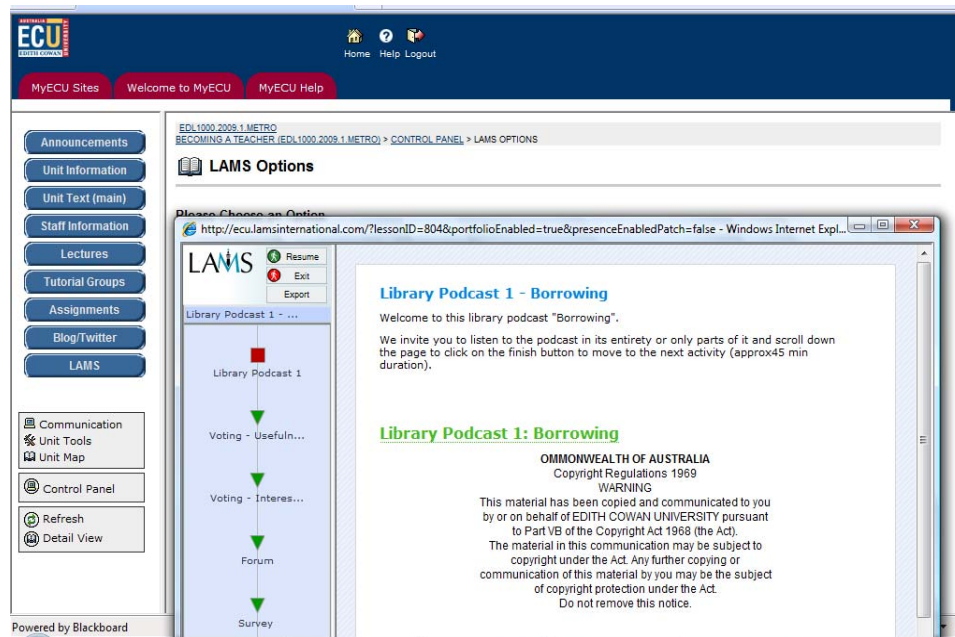 AUSTRALIA
ECU
EDITH COWAN
UNIVERSITY
Home Help Logout
MyECU Sites Welcome to MyECU MyECU Help
Announcements
Unit Information
Unit Text (main)
Staff Information
Lectures
Tutorial Groups
Assignments
Blog/Twitter
LAMS
Communication
Unit Tools
Unit Map
Control Panel
Refresh
Detail View
EDL1000.2009.1.METRO
BECOMING A TEACHER (EDL1000.2009.1.METRO) > CONTROL PANEL > LAMS OPTIONS
LAMS Options
Please Choose an Option
http://ecu.lamsinternational.com/?lessonID=804&portfolioEnabled=true&presenceEnabledPatch=false - Windows Internet Expl...
LAMS
Resume
Exit
Export
Library Podcast 1 - ...
Library Podcast 1
Voting - Usefuln...
Voting - Interes...
Forum
Survey
Library Podcast 1 - Borrowing
Welcome to this library podcast "Borrowing".
We invite you to listen to the podcast in its entirety or only parts of it and scroll down
the page to click on the finish button to move to the next activity (approx45 min
duration).
Library Podcast 1: Borrowing
OMMONWEALTH OF AUSTRALIA
Copyright Regulations 1969
WARNING
This material has been copied and communicated to you
by or on behalf of EDITH COWAN UNIVERSITY pursuant
to Part VB of the Copyright Act 1968 (the Act).
The material in this communication may be subject to
copyright under the Act. Any further copying or
communication of this material by you may be the subject
of copyright protection under the Act.
Do not remove this notice.
Powered by Blackboard